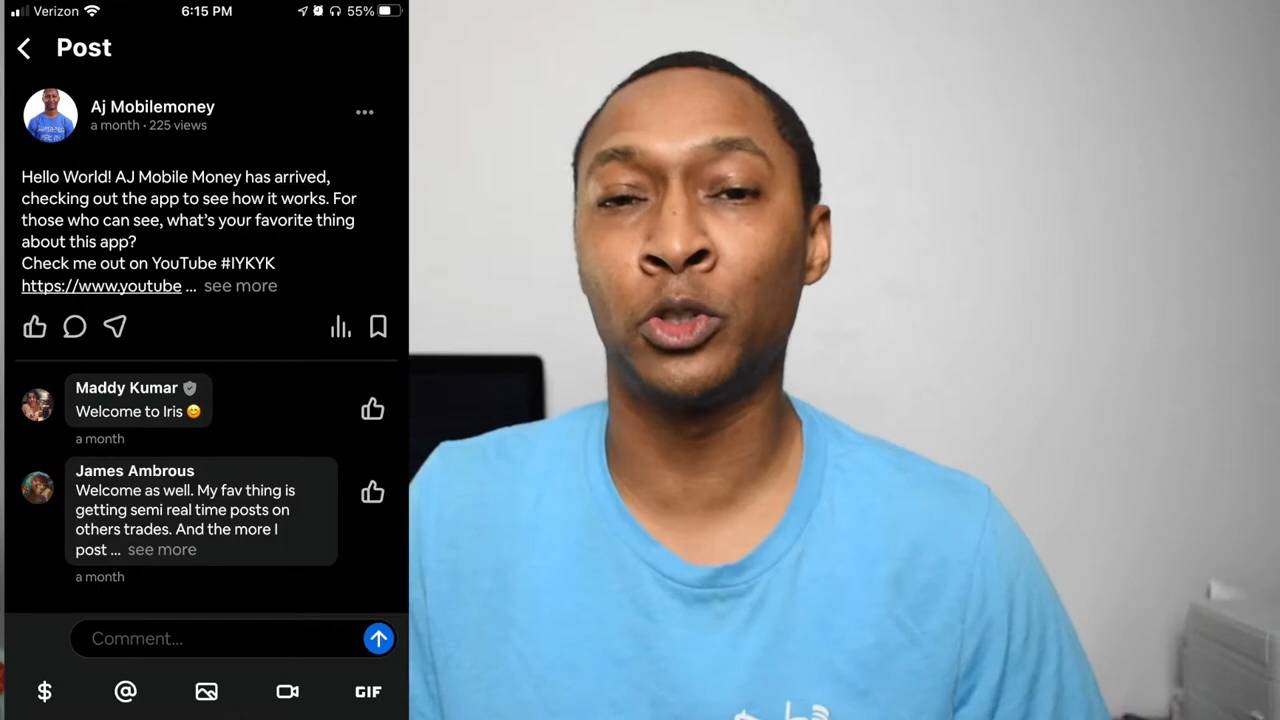 Verizon 6:15 PM 55%
Post
Aj Mobilemoney
a month · 225 views
Hello World! AJ Mobile Money has arrived,
checking out the app to see how it works. For
those who can see, what's your favorite thing
about this app?
Check me out on YouTube #IYKYK
https://www.youtube ... see more
Maddy Kumar
Welcome to Iris 😊
a month
James Ambrous
Welcome as well. My fav thing is
getting semi real time posts on
others trades. And the more I
post ... see more
a month
Comment...
$ @ GIF